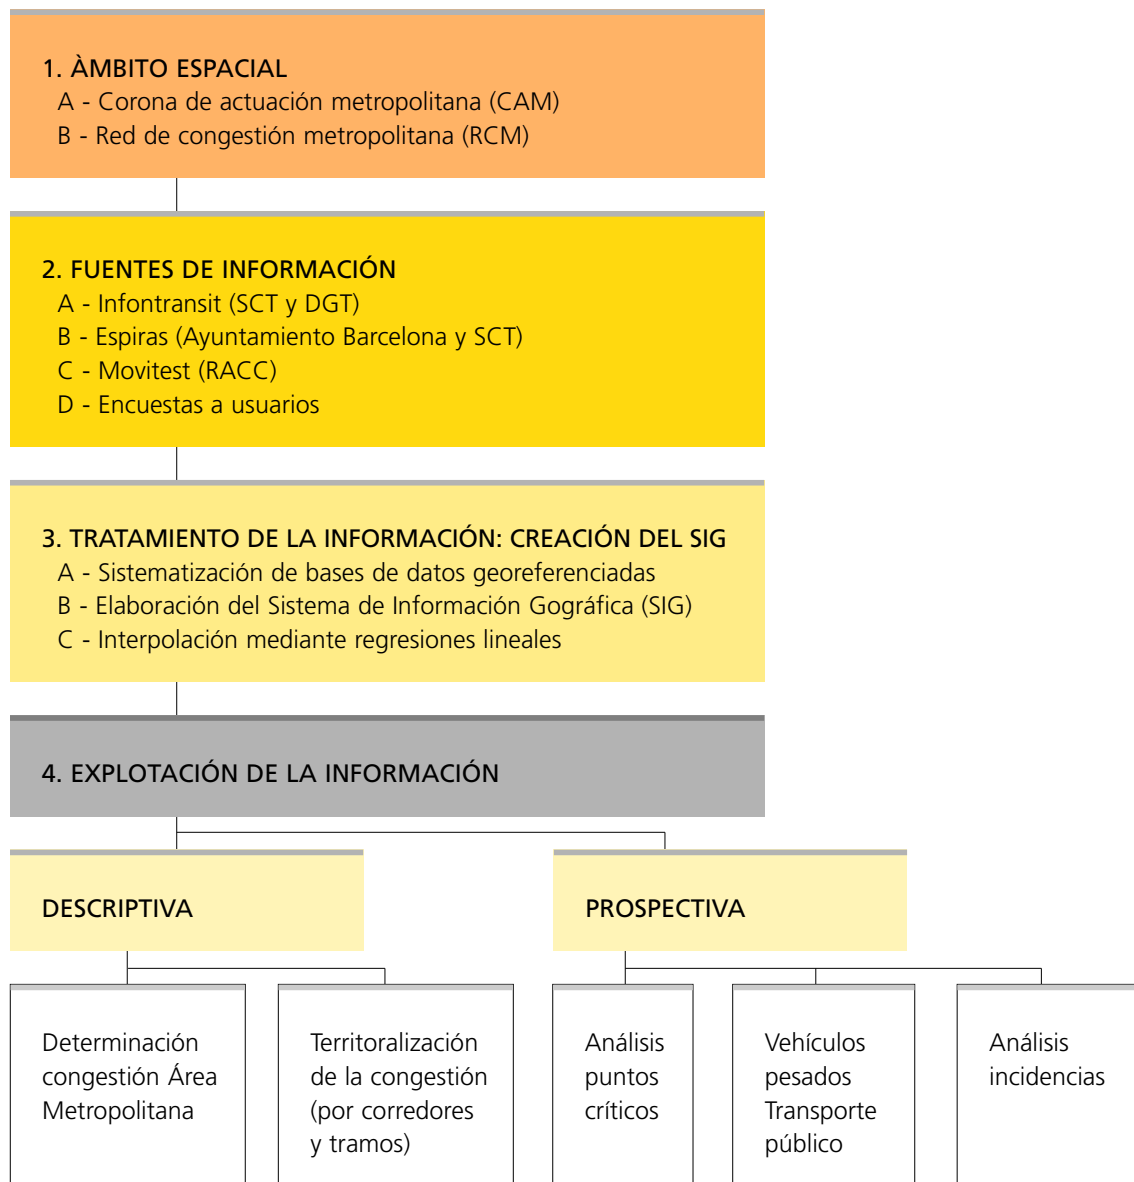 1. ÀMBITO ESPACIAL
A - Corona de actuación metropolitana (CAM)
B - Red de congestión metropolitana (RCM)
2. FUENTES DE INFORMACIÓN
A - Infontransit (SCT y DGT)
B - Espiras (Ayuntamiento Barcelona y SCT)
C - Movitest (RACC)
D - Encuestas a usuarios
3. TRATAMIENTO DE LA INFORMACIÓN: CREACIÓN DEL SIG
A - Sistematización de bases de datos georeferenciadas
B - Elaboración del Sistema de Información Gográfica (SIG)
C - Interpolación mediante regresiones lineales
4. EXPLOTACIÓN DE LA INFORMACIÓN
DESCRIPTIVA
PROSPECTIVA
Determinación
congestión Área
Metropolitana
Territoralización
de la congestión
(por corredores
y tramos)
Análisis
puntos
críticos
Vehículos
pesados
Transporte
público
Análisis
incidencias